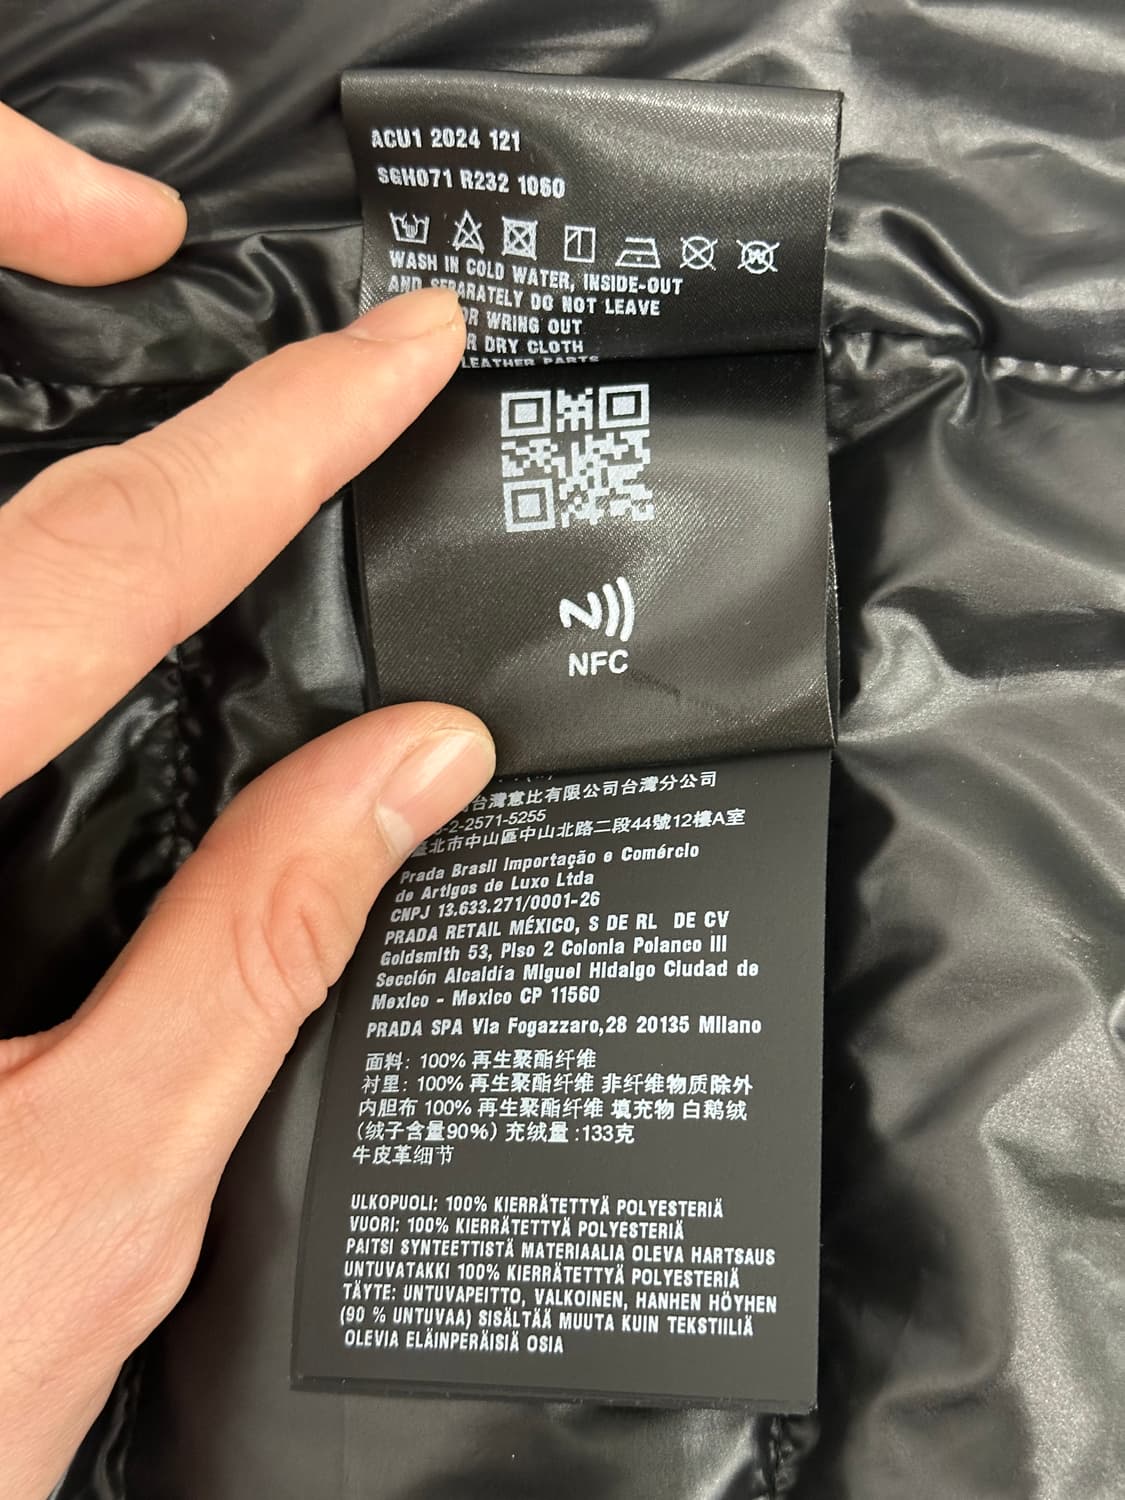 ACU1 2024 121
SGH071 R232 1060
WASH IN COLD WATER, INSIDE-OUT
AND SEPARATELY DO NOT LEAVE
OR WRING OUT
DRY CLOTH
LEATHER PARTS
NFC
台灣意比有限公司台灣分公司
-2-2571-5255
臺北市中山區中山北路二段44號12樓A室
Prada Brasil Importação e Comércio
de Artigos de Luxo Ltda
CNPJ 13.633.271/0001-26
PRADA RETAIL MÉXICO, S DE RL DE CV
Goldsmith 53, Piso 2 Colonia Polanco III
Sección Alcaldía Miguel Hidalgo Ciudad de
Mexico - Mexico CP 11560
PRADA SPA Via Fogazzaro,28 20135 Milano
面料: 100% 再生聚酯纤维
衬里: 100% 再生聚酯纤维 非纤维物质除外
内胆布 100% 再生聚酯纤维 填充物 白鹅绒
(绒子含量90%) 充绒量:133克
牛皮革细节
ULKOPUOLI: 100% KIERRÄTETTYÄ POLYESTERIÄ
VUORI: 100% KIERRÄTETTYÄ POLYESTERIÄ
PAITSI SYNTEETTISTÄ MATERIAALIA OLEVA HARTSAUS
UNTUVATAKKI 100% KIERRÄTETTYÄ POLYESTERIÄ
TÄYTE: UNTUVAPEITTO, VALKOINEN, HANHEN HÖYHEN
(90 % UNTUVAA) SISÄLTÄÄ MUUTA KUIN TEKSTIILIÄ
OLEVIA ELÄINPERÄISIÄ OSIA